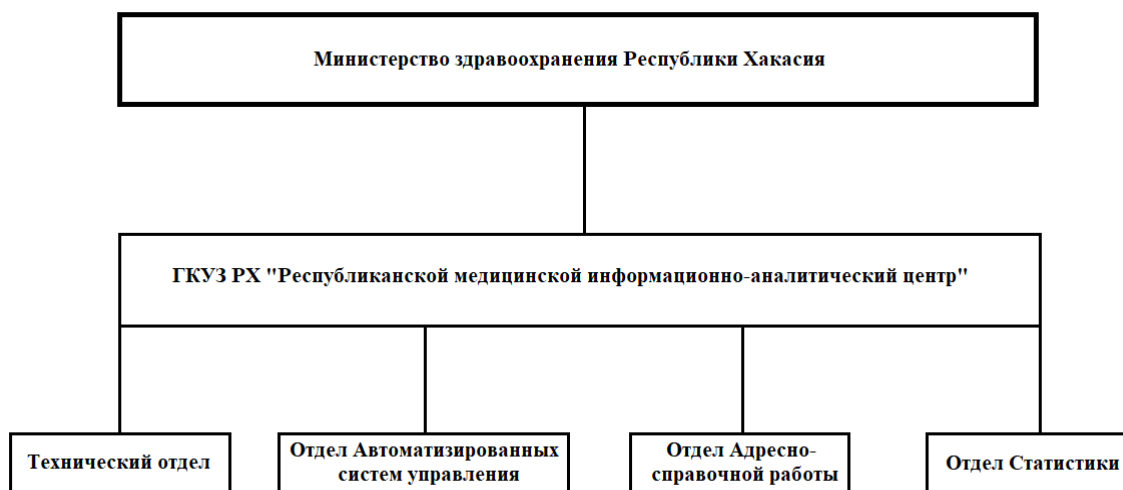 Министерство здравоохранения Республики Хакасия
ГКУЗ РХ "Республиканской медицинской информационно-аналитический центр"
Технический отдел
Отдел Автоматизированных
систем управления
Отдел Адресно-
справочной работы
Отдел Статистики